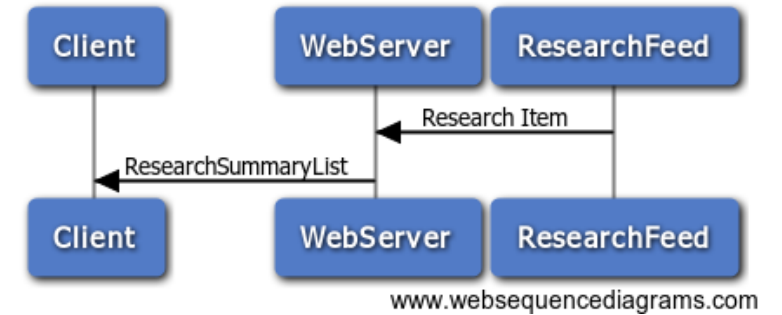 Client WebServer ResearchFeed
Research Item
ResearchSummaryList
Client WebServer ResearchFeed
www.websequencediagrams.com